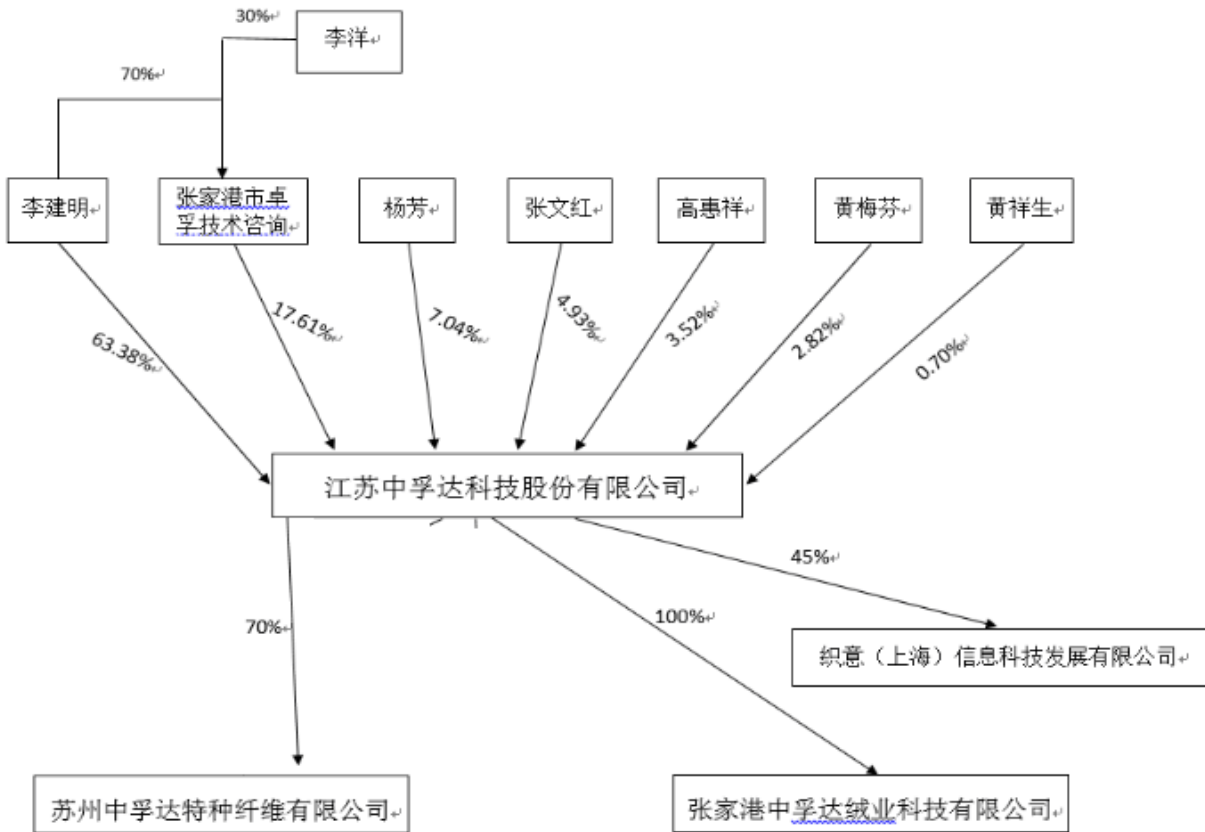 30%
李洋
70%
李建明
张家港市卓
孚技术咨询
杨芳
张文红
高惠祥
黄梅芬
黄祥生
63.38%
17.61%
7.04%
4.93%
3.52%
2.82%
0.70%
江苏中孚达科技股份有限公司
45%
70%
100%
织意（上海）信息科技发展有限公司
苏州中孚达特种纤维有限公司
张家港中孚达绒业科技有限公司